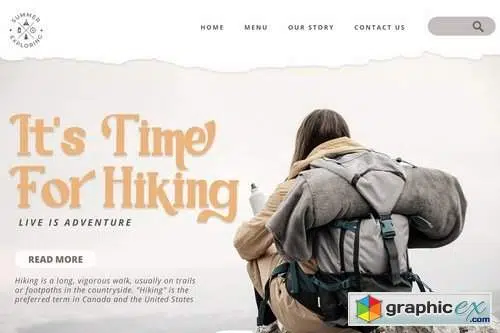 SUMMER
EXPLORING
HOME MENU OUR STORY CONTACT US
It's Time
For Hiking
LIVE IS ADVENTURE
READ MORE
Hiking is a long, vigorous walk, usually on trails
or footpaths in the countryside. "Hiking" is the
preferred term in Canada and the United States
graphicex
.com